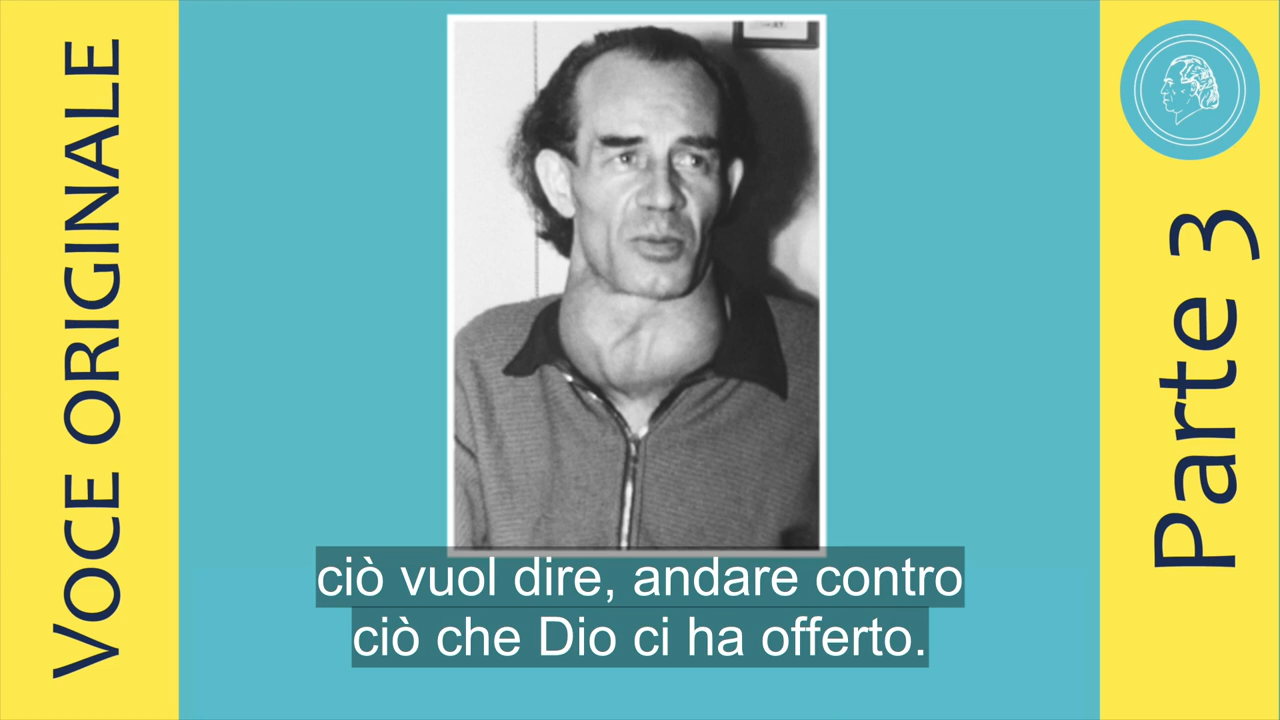 VOCE ORIGINALE
Parte 3
ciò vuol dire, andare contro
ciò che Dio ci ha offerto.